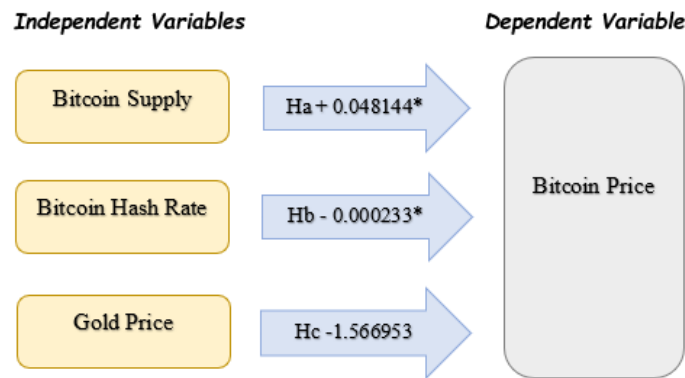 Independent Variables
Dependent Variable
Bitcoin Supply
Ha + 0.048144*
Bitcoin Hash Rate
Hb - 0.000233*
Bitcoin Price
Gold Price
Hc -1.566953